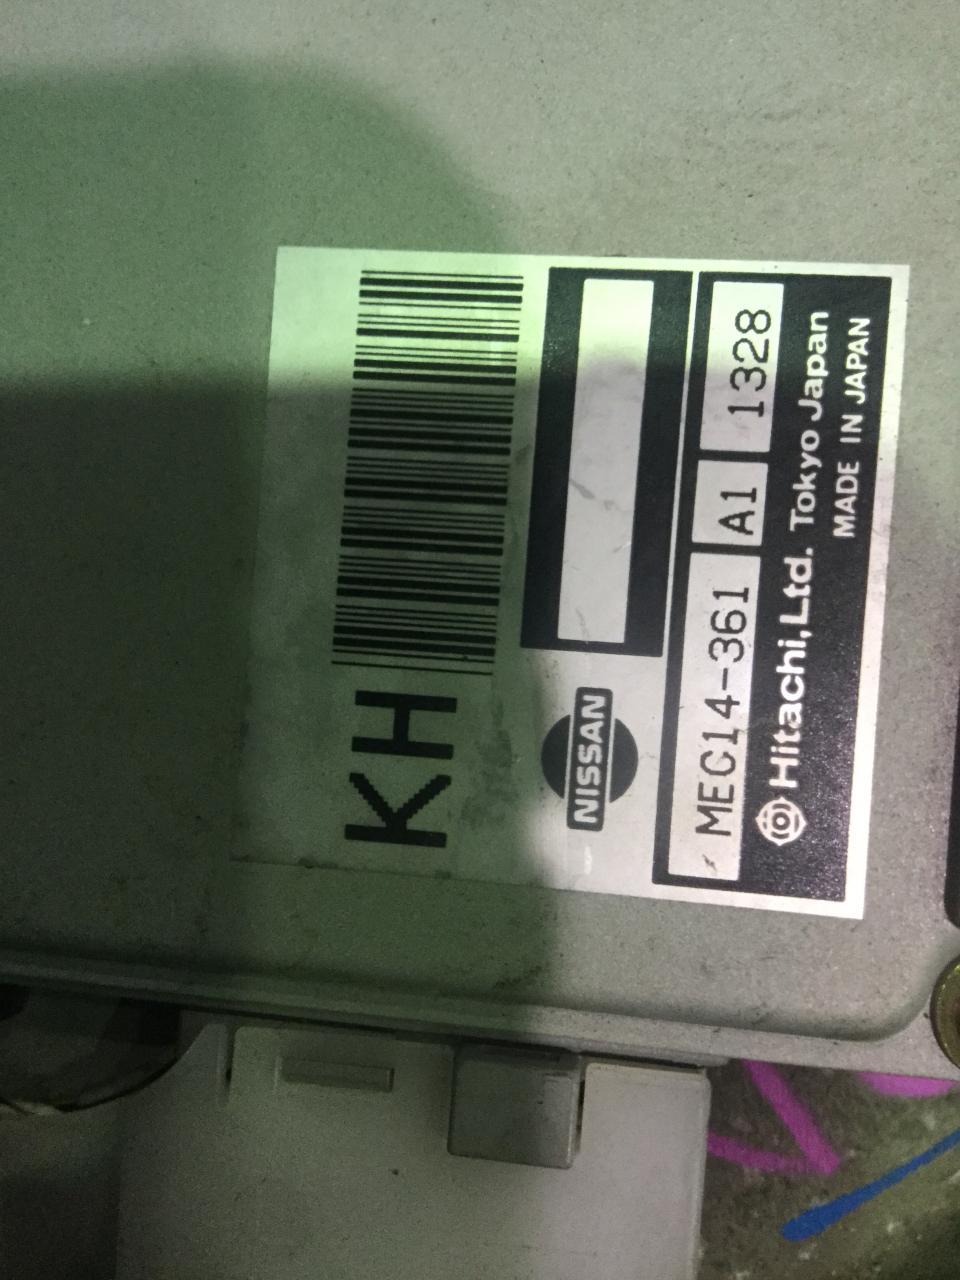 KH
NISSAN
MEC14-361 A1 1328
Hitachi,Ltd. Tokyo Japan
MADE IN JAPAN